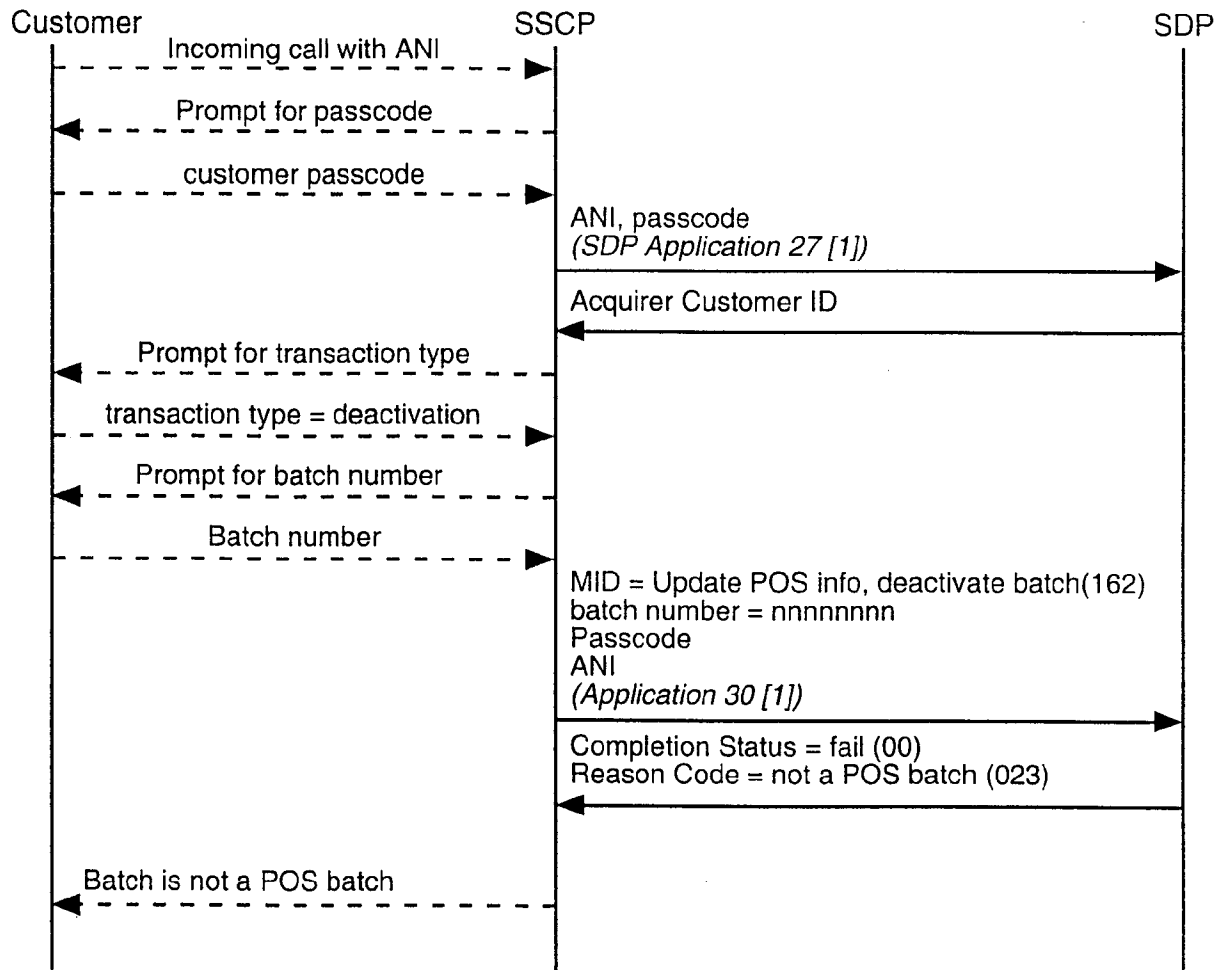 Customer
SSCP
SDP
Incoming call with ANI
Prompt for passcode
customer passcode
ANI, passcode
(SDP Application 27 [1])
Acquirer Customer ID
Prompt for transaction type
transaction type = deactivation
Prompt for batch number
Batch number
MID = Update POS info, deactivate batch(162)
batch number = nnnnnnnnn
Passcode
ANI
(Application 30 [1])
Completion Status = fail (00)
Reason Code = not a POS batch (023)
Batch is not a POS batch